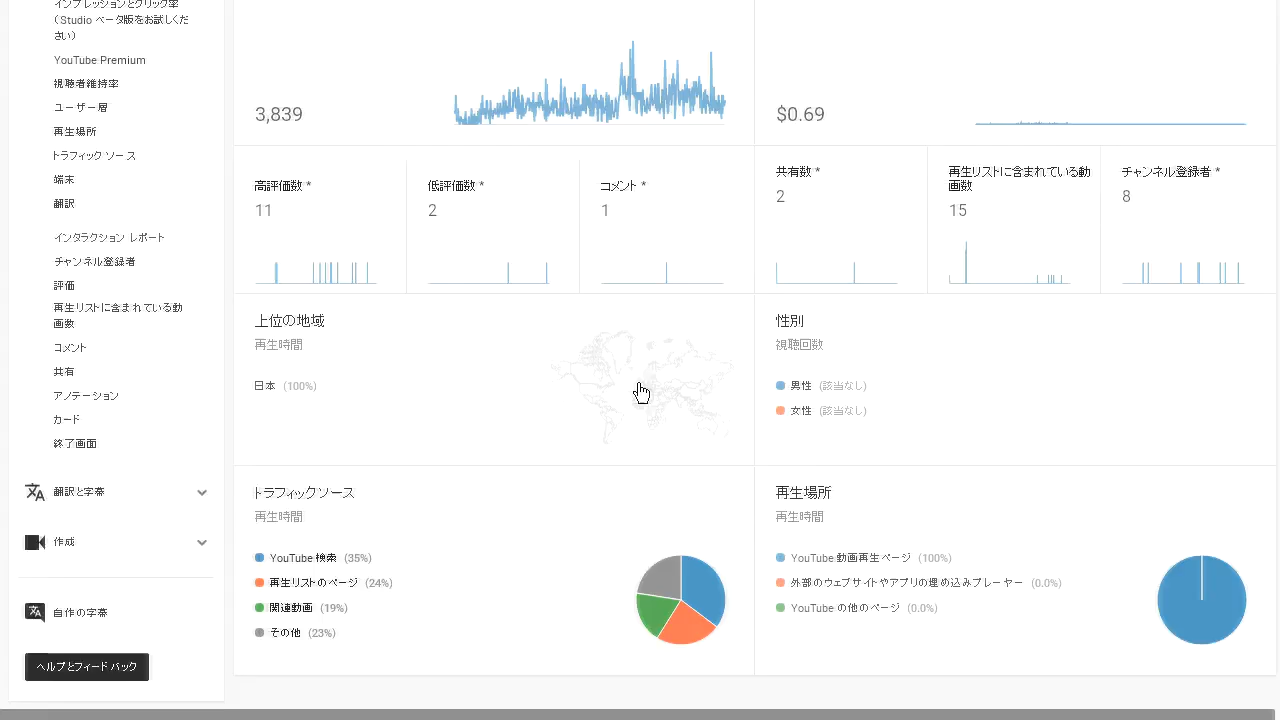 インプレッションとクリック率
（Studio ベータ版をお試しくだ
さい）
YouTube Premium
視聴者維持率
ユーザー層
再生場所
トラフィック ソース
端末
翻訳
インタラクション レポート
チャンネル登録者
評価
再生リストに含まれている動
画数
コメント
共有
アノテーション
カード
終了画面
翻訳と字幕
作成
自作の字幕
ヘルプとフィードバック
3,839
$0.69
高評価数 *
11
低評価数 *
2
コメント *
1
共有数 *
2
再生リストに含まれている動
画数
15
チャンネル登録者 *
8
上位の地域
再生時間
日本 (100%)
性別
視聴回数
男性 (該当なし)
女性 (該当なし)
トラフィックソース
再生時間
YouTube 検索 (35%)
再生リストのページ (24%)
関連動画 (19%)
その他 (23%)
再生場所
再生時間
YouTube 動画再生ページ (100%)
外部のウェブサイトやアプリの埋め込みプレーヤー (0.0%)
YouTube の他のページ (0.0%)